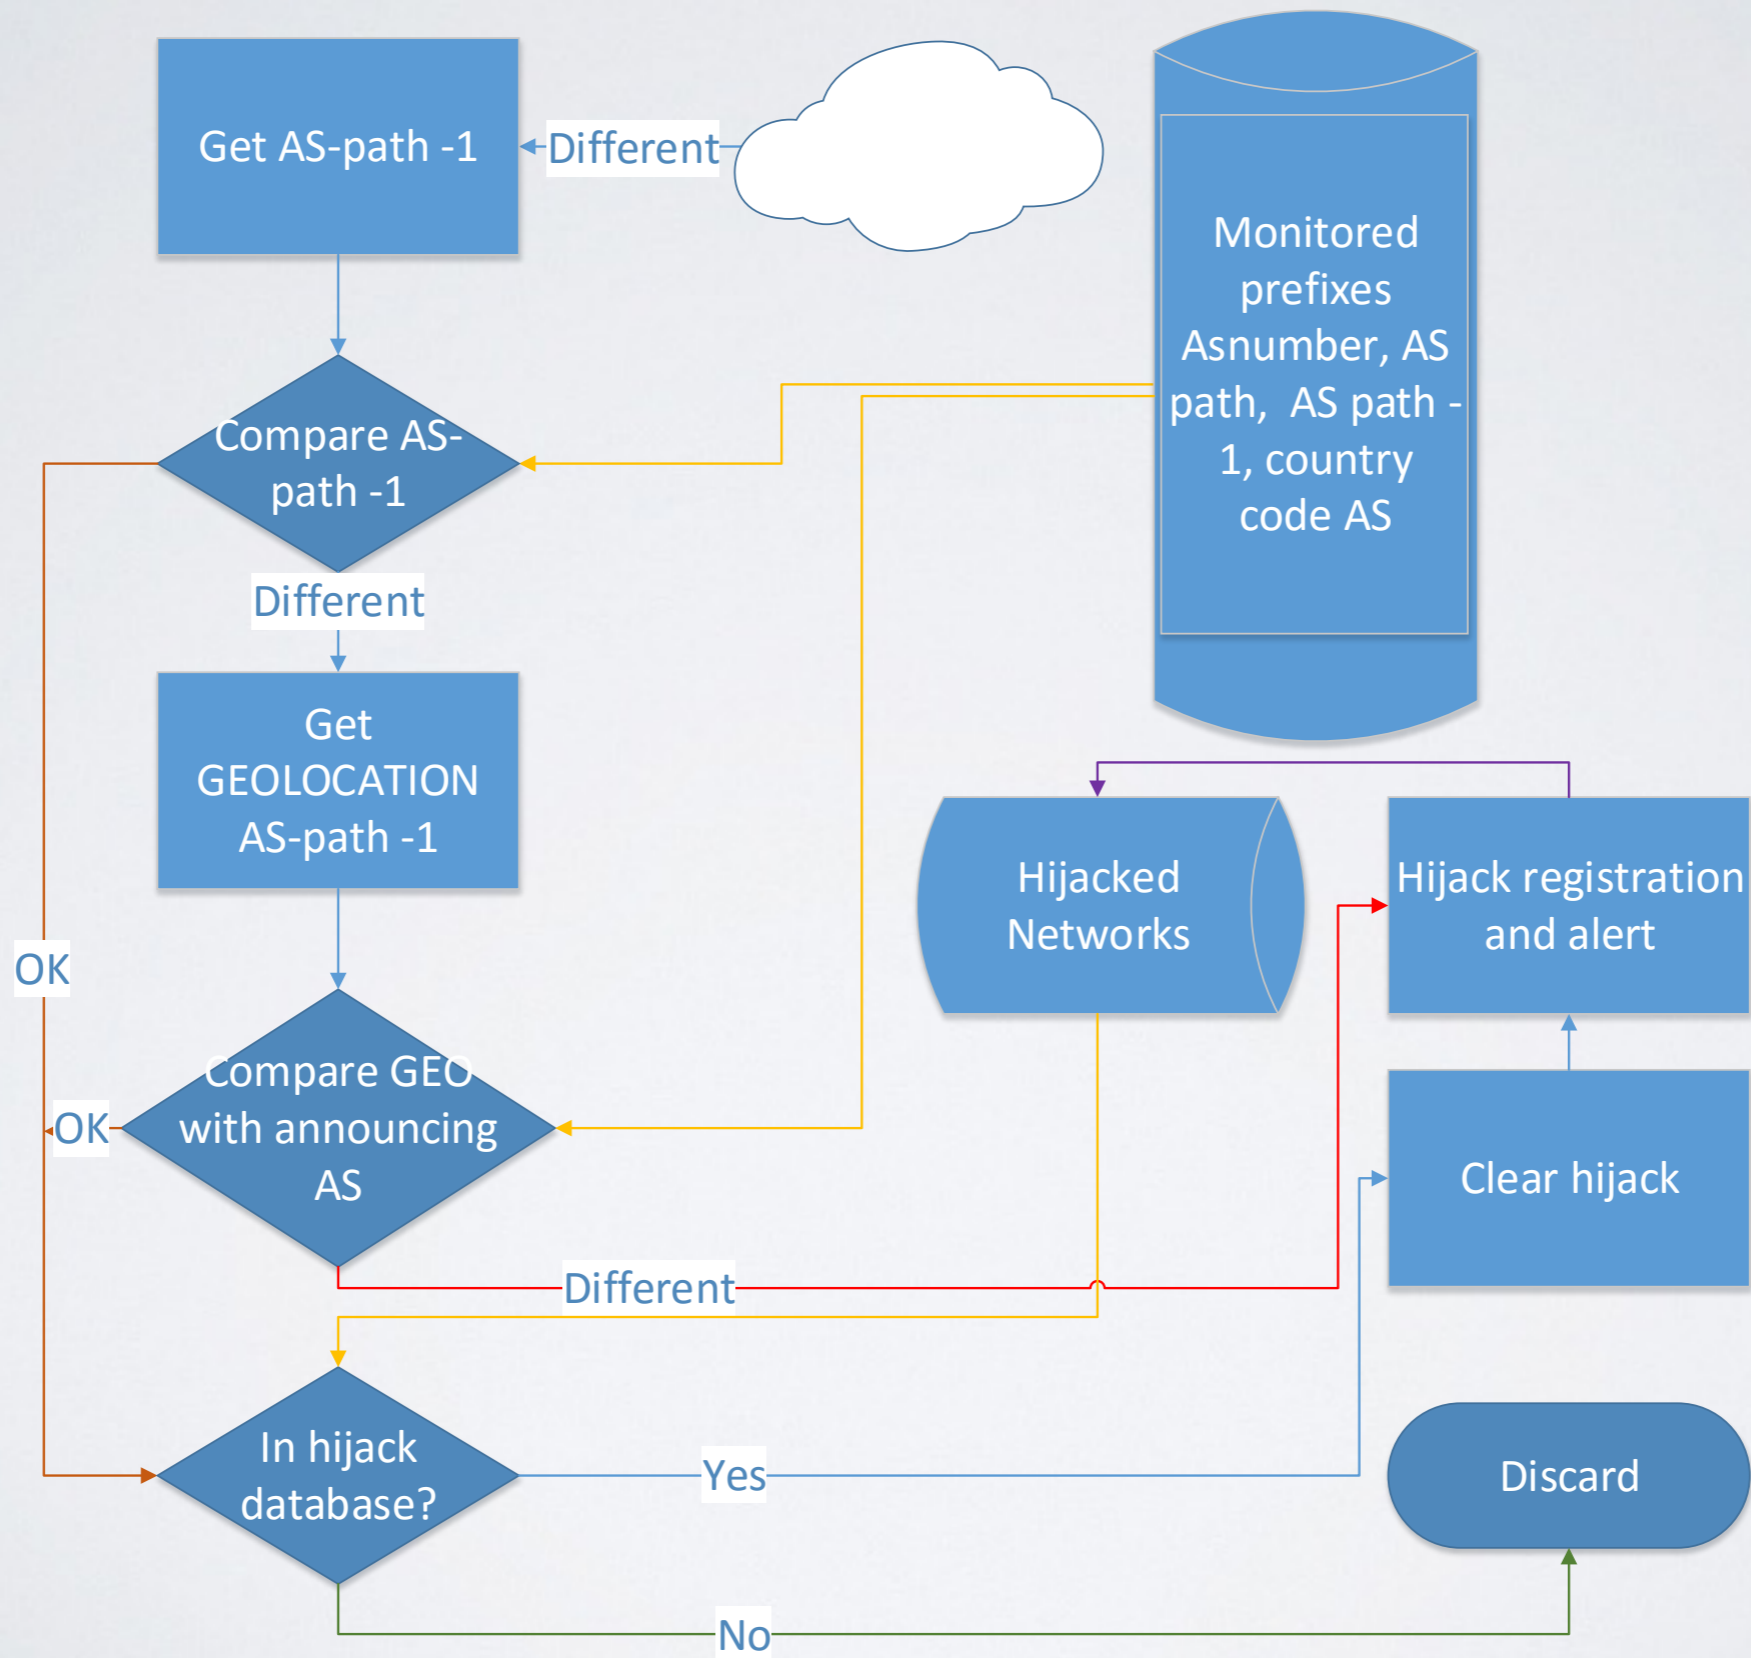 Get AS-path -1
Different
Monitored
prefixes
Asnumber, AS
path,  AS path -
1, country
code AS
Compare AS-
path -1
Different
Get
GEOLOCATION
AS-path -1
Hijacked
Networks
Hijack registration
and alert
OK
Compare GEO
with announcing
AS
OK
Clear hijack
Different
In hijack
database?
Yes
Discard
No